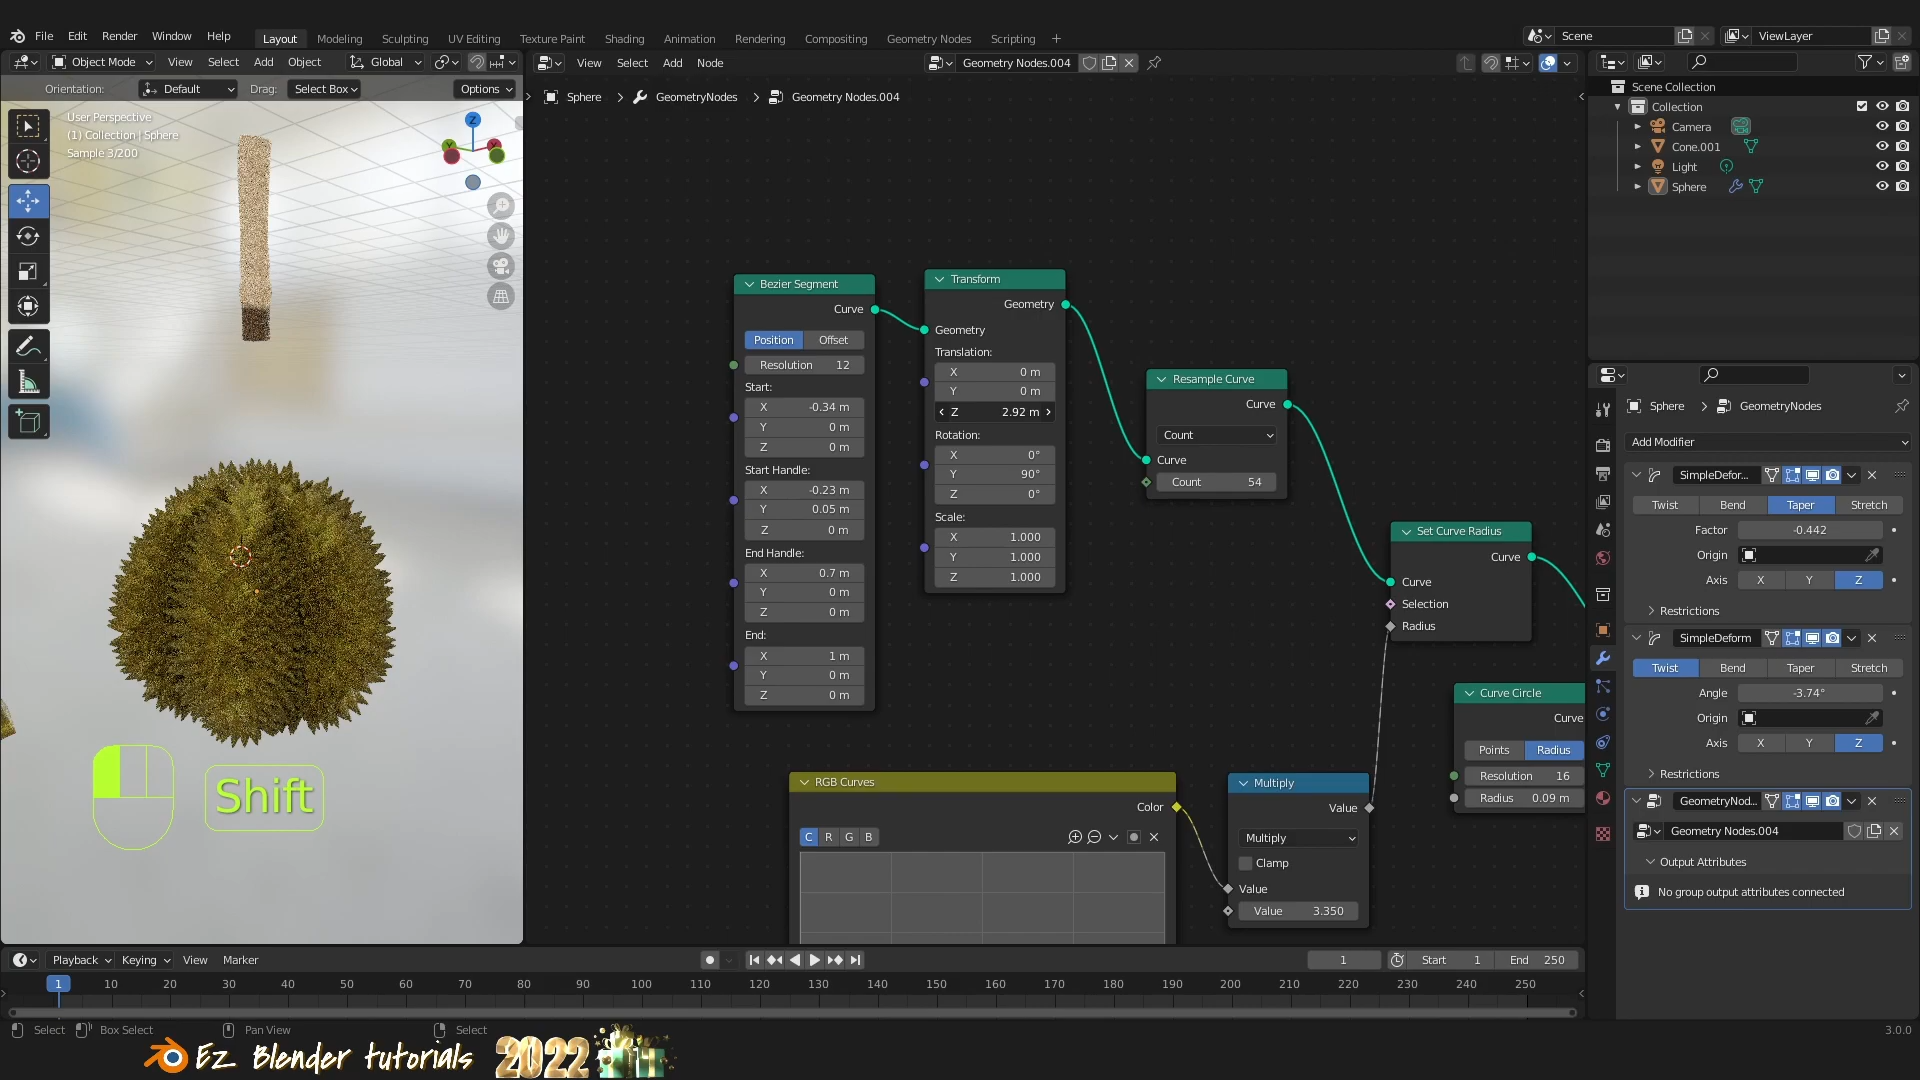 File Edit Render Window Help
Layout Modeling Sculpting UV Editing Texture Paint Shading Animation Rendering Compositing Geometry Nodes Scripting +
Scene
ViewLayer
Object Mode View Select Add Object Global
View Select Add Node
Geometry Nodes.004
Orientation: Default Drag: Select Box Options
Sphere > GeometryNodes > Geometry Nodes.004
User Perspective
(1) Collection | Sphere
Sample 3/200
Z
Y
X
Shift
Bezier Segment
Curve
Position Offset
Resolution 12
Start:
X -0.34 m
Y 0 m
Z 0 m
Start Handle:
X -0.23 m
Y 0.05 m
Z 0 m
End Handle:
X 0.7 m
Y 0 m
Z 0 m
End:
X 1 m
Y 0 m
Z 0 m
Transform
Geometry
Geometry
Translation:
X 0 m
Y 0 m
Z 2.92 m
Rotation:
X 0°
Y 90°
Z 0°
Scale:
X 1.000
Y 1.000
Z 1.000
Resample Curve
Curve
Count
Curve
Count 54
Set Curve Radius
Curve
Curve
Selection
Radius
Curve Circle
Curve
Points Radius
Resolution 16
Radius 0.09 m
RGB Curves
Color
C R G B
Multiply
Value
Multiply
Clamp
Value
Value 3.350
Scene Collection
Collection
Camera
Cone.001
Light
Sphere
Sphere > GeometryNodes
Add Modifier
SimpleDefor...
Twist Bend Taper Stretch
Factor -0.442
Origin
Axis X Y Z
Restrictions
SimpleDeform
Twist Bend Taper Stretch
Angle -3.74°
Origin
Axis X Y Z
Restrictions
GeometryNod...
Geometry Nodes.004
Output Attributes
No group output attributes connected
Playback Keying View Marker
1 Start 1 End 250
1 10 20 30 40 50 60 70 80 90 100 110 120 130 140 150 160 170 180 190 200 210 220 230 240 250
Select Box Select Pan View Select
3.0.0
Ez Blender tutorials 2022